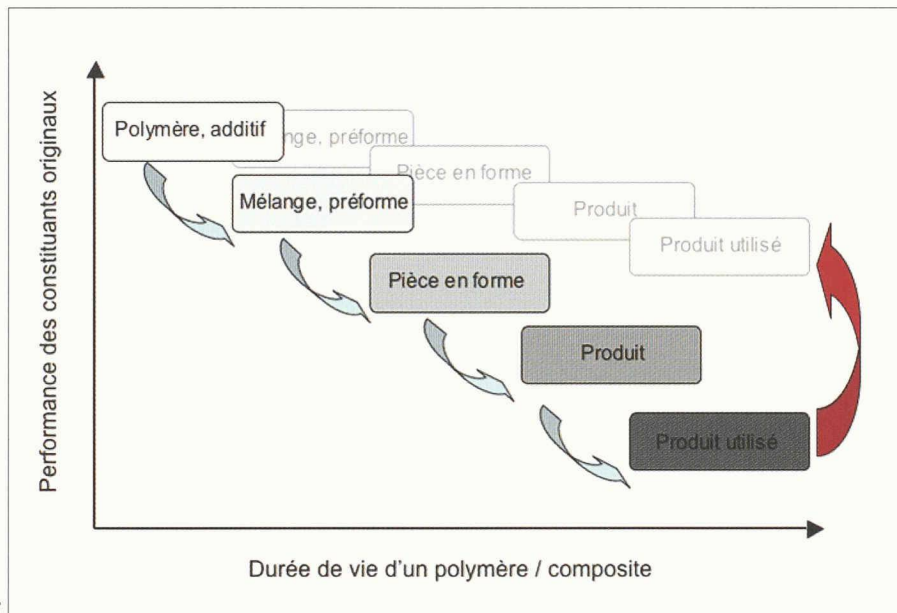 Performance des constituants originaux
Polymère, additif
nge, préforme
Pièce en forme
Produit
Produit utilisé
Mélange, préforme
Pièce en forme
Produit
Produit utilisé
Durée de vie d'un polymère / composite